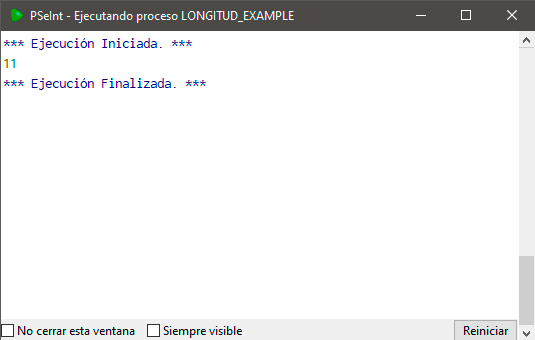 PSeInt - Ejecutando proceso LONGITUD_EXAMPLE
*** Ejecución Iniciada. ***
11
*** Ejecución Finalizada. ***
No cerrar esta ventana Siempre visible Reiniciar